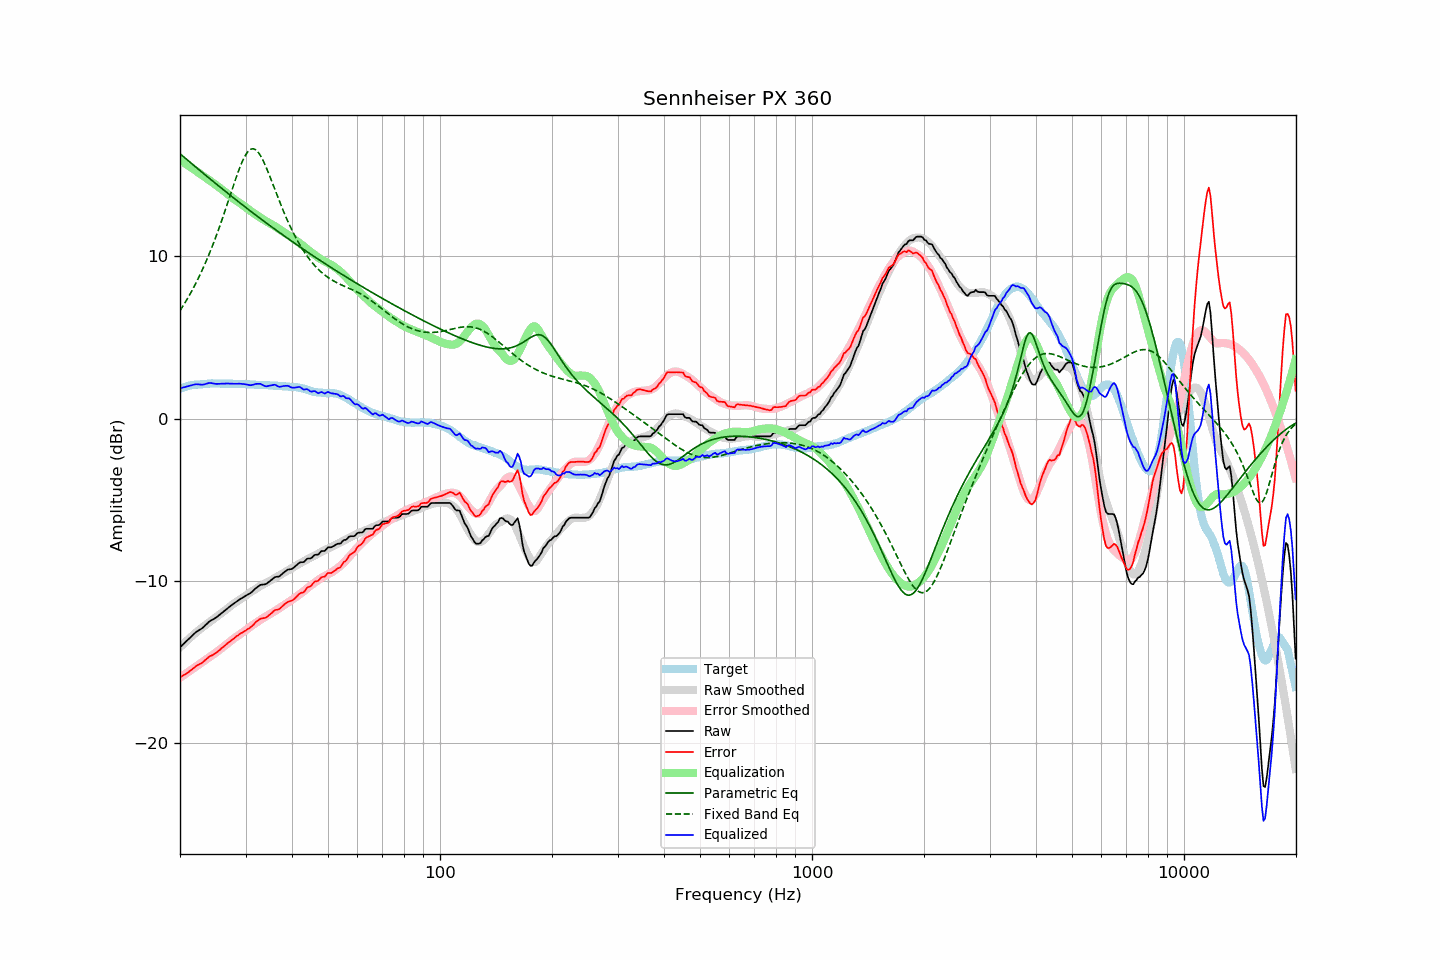 Sennheiser PX 360
Amplitude (dBr)
10
0
−10
−20
100
1000
10000
Frequency (Hz)
Target
Raw Smoothed
Error Smoothed
Raw
Error
Equalization
Parametric Eq
Fixed Band Eq
Equalized